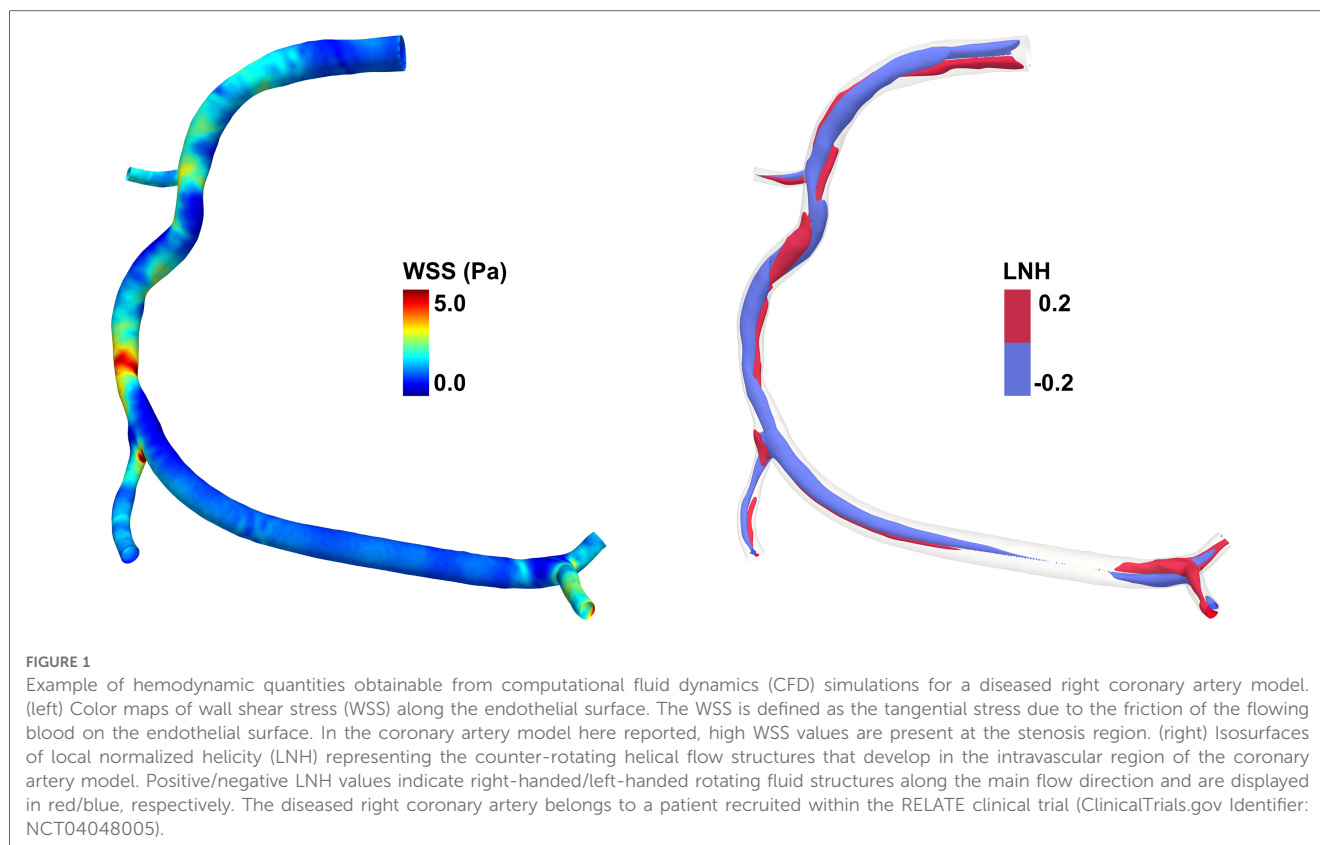 WSS (Pa)
5.0
0.0
LNH
0.2
-0.2
FIGURE 1
Example of hemodynamic quantities obtainable from computational fluid dynamics (CFD) simulations for a diseased right coronary artery model.
(left) Color maps of wall shear stress (WSS) along the endothelial surface. The WSS is defined as the tangential stress due to the friction of the flowing
blood on the endothelial surface. In the coronary artery model here reported, high WSS values are present at the stenosis region. (right) Isosurfaces
of local normalized helicity (LNH) representing the counter-rotating helical flow structures that develop in the intravascular region of the coronary
artery model. Positive/negative LNH values indicate right-handed/left-handed rotating fluid structures along the main flow direction and are displayed
in red/blue, respectively. The diseased right coronary artery belongs to a patient recruited within the RELATE clinical trial (ClinicalTrials.gov Identifier:
NCT04048005).